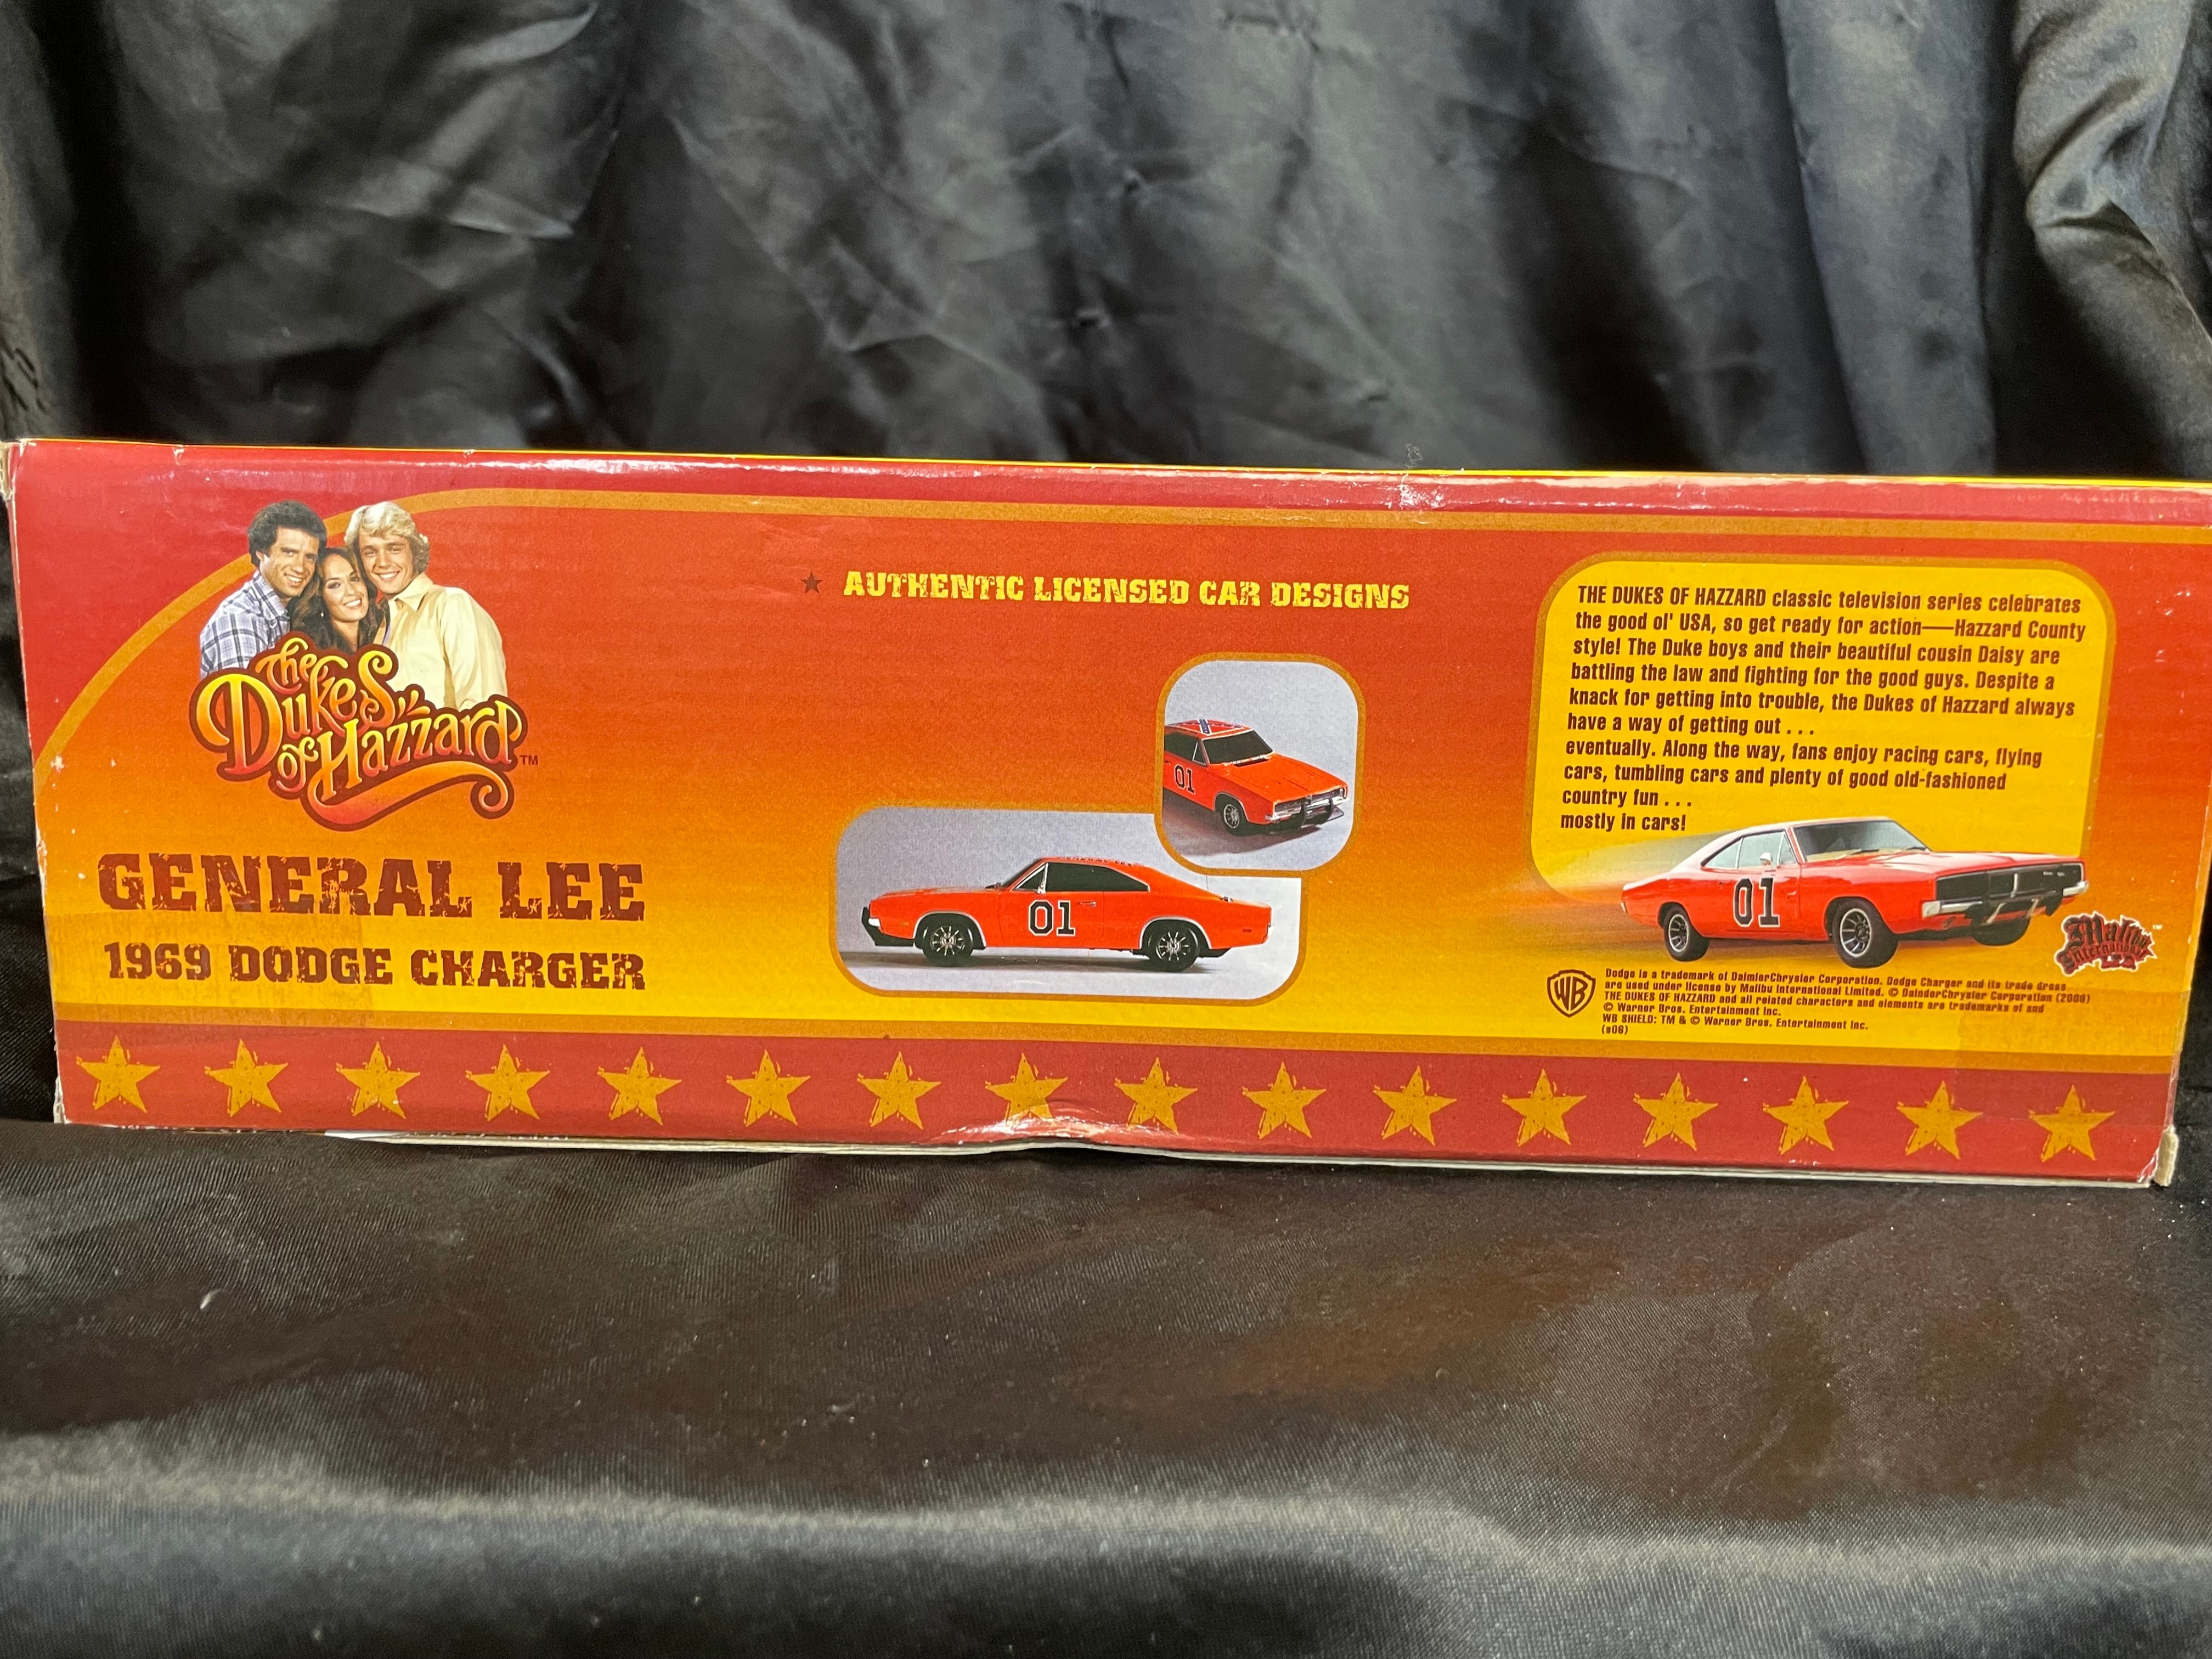 The
Dukes
of Hazzard™
GENERAL LEE
1969 DODGE CHARGER
AUTHENTIC LICENSED CAR DESIGNS
01
01
THE DUKES OF HAZZARD classic television series celebrates
the good ol' USA, so get ready for action—Hazzard County
style! The Duke boys and their beautiful cousin Daisy are
battling the law and fighting for the good guys. Despite a
knack for getting into trouble, the Dukes of Hazzard always
have a way of getting out . . .
eventually. Along the way, fans enjoy racing cars, flying
cars, tumbling cars and plenty of good old-fashioned
country fun . . .
mostly in cars!
01
Malibu
International
Ltd
WB
Dodge is a trademark of DaimlerChrysler Corporation. Dodge Charger and its trade dress
are used under license by Malibu International Limited. © DaimlerChrysler Corporation (2006)
THE DUKES OF HAZZARD and all related characters and elements are trademarks of and
© Warner Bros. Entertainment Inc.
WB SHIELD: TM & © Warner Bros. Entertainment Inc.
(s06)